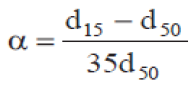 α = (d₁₅ − d₅₀) / (35d₅₀)